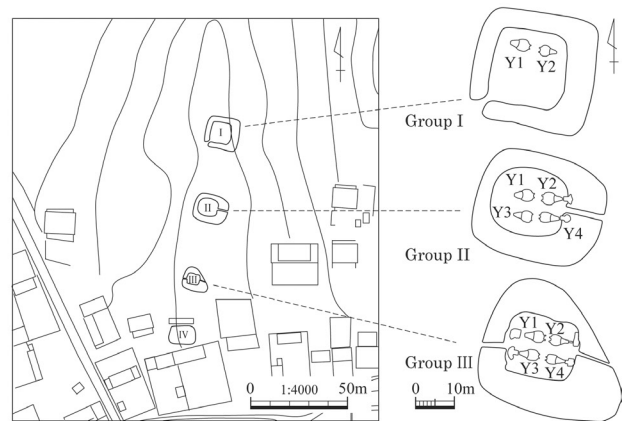 I
II
III
IV
0 1:4000 50m
Y1 Y2
Group I
Y1 Y2
Y3 Y4
Group II
Y1 Y2
Y3 Y4
Group III
0 10m